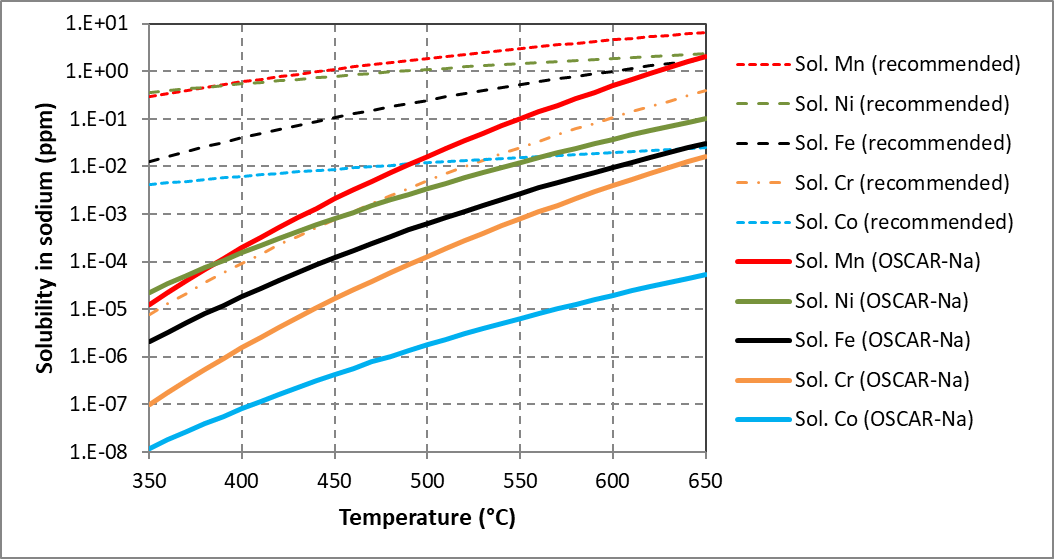 Solubility in sodium (ppm)
1.E+01
1.E+00
1.E-01
1.E-02
1.E-03
1.E-04
1.E-05
1.E-06
1.E-07
1.E-08
350 400 450 500 550 600 650
Temperature (°C)
Sol. Mn (recommended)
Sol. Ni (recommended)
Sol. Fe (recommended)
Sol. Cr (recommended)
Sol. Co (recommended)
Sol. Mn (OSCAR-Na)
Sol. Ni (OSCAR-Na)
Sol. Fe (OSCAR-Na)
Sol. Cr (OSCAR-Na)
Sol. Co (OSCAR-Na)